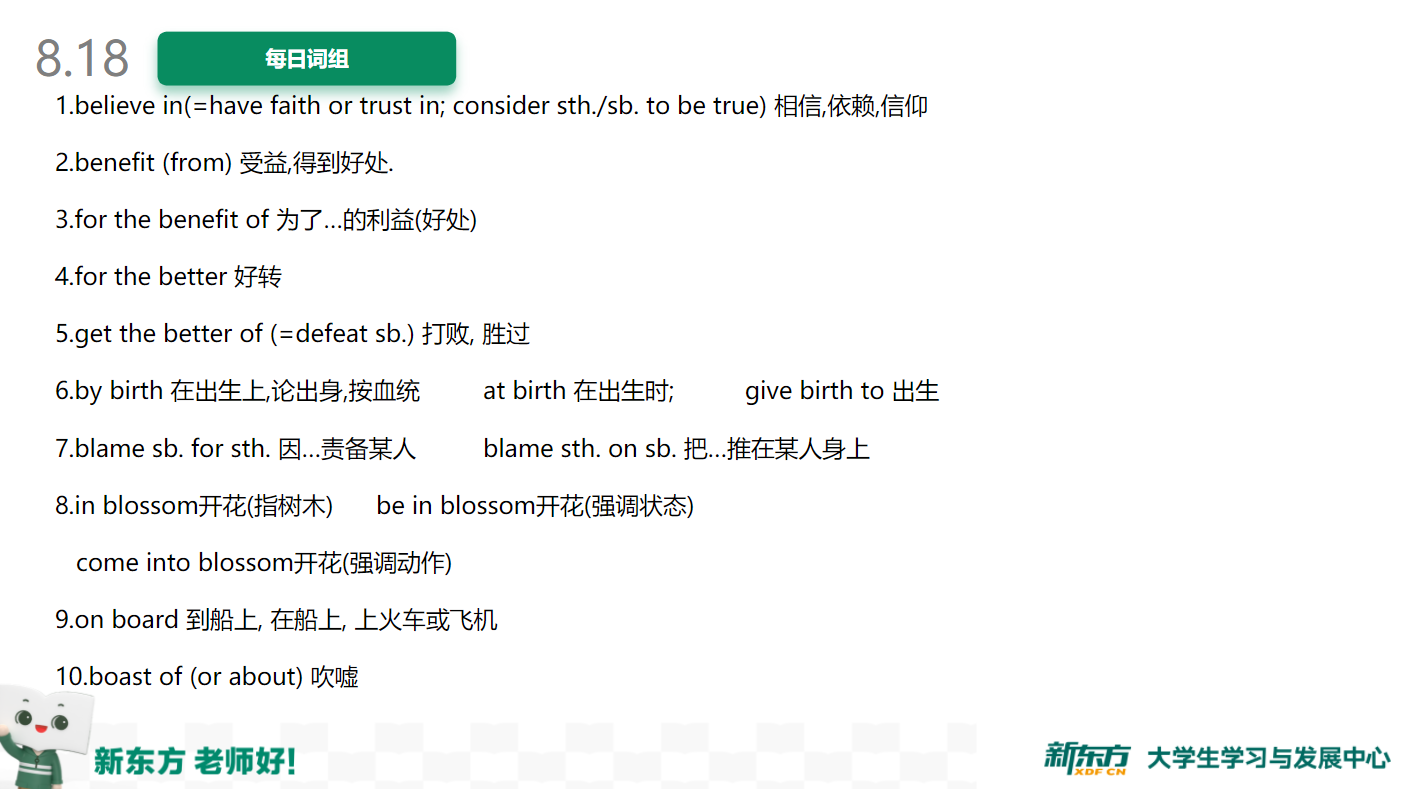 8.18 每日词组
1.believe in(=have faith or trust in; consider sth./sb. to be true) 相信,依赖,信仰
2.benefit (from) 受益,得到好处.
3.for the benefit of 为了...的利益(好处)
4.for the better 好转
5.get the better of (=defeat sb.) 打败, 胜过
6.by birth 在出生上,论出身,按血统 at birth 在出生时; give birth to 出生
7.blame sb. for sth. 因...责备某人 blame sth. on sb. 把...推在某人身上
8.in blossom开花(指树木) be in blossom开花(强调状态)
come into blossom开花(强调动作)
9.on board 到船上, 在船上, 上火车或飞机
10.boast of (or about) 吹嘘
新东方 老师好!
新东方 XDF.CN 大学生学习与发展中心